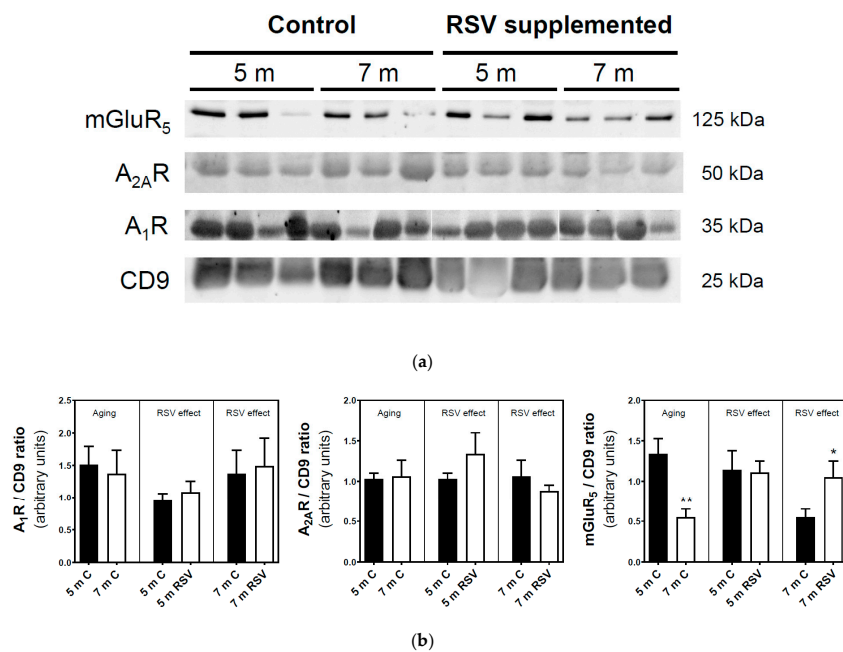 Control RSV supplemented
5 m 7 m 5 m 7 m
mGluR5 125 kDa
A2AR 50 kDa
A1R 35 kDa
CD9 25 kDa
(a)
A1R / CD9 ratio
(arbitrary units)
2.5
2.0
1.5
1.0
0.5
0.0
Aging RSV effect RSV effect
5 m C 7 m C 5 m C 5 m RSV 7 m C 7 m RSV
A2AR / CD9 ratio
(arbitrary units)
2.0
1.5
1.0
0.5
0.0
Aging RSV effect RSV effect
5 m C 7 m C 5 m C 5 m RSV 7 m C 7 m RSV
mGluR5 / CD9 ratio
(arbitrary units)
2.0
1.5
1.0
0.5
0.0
Aging RSV effect RSV effect
** *
5 m C 7 m C 5 m C 5 m RSV 7 m C 7 m RSV
(b)